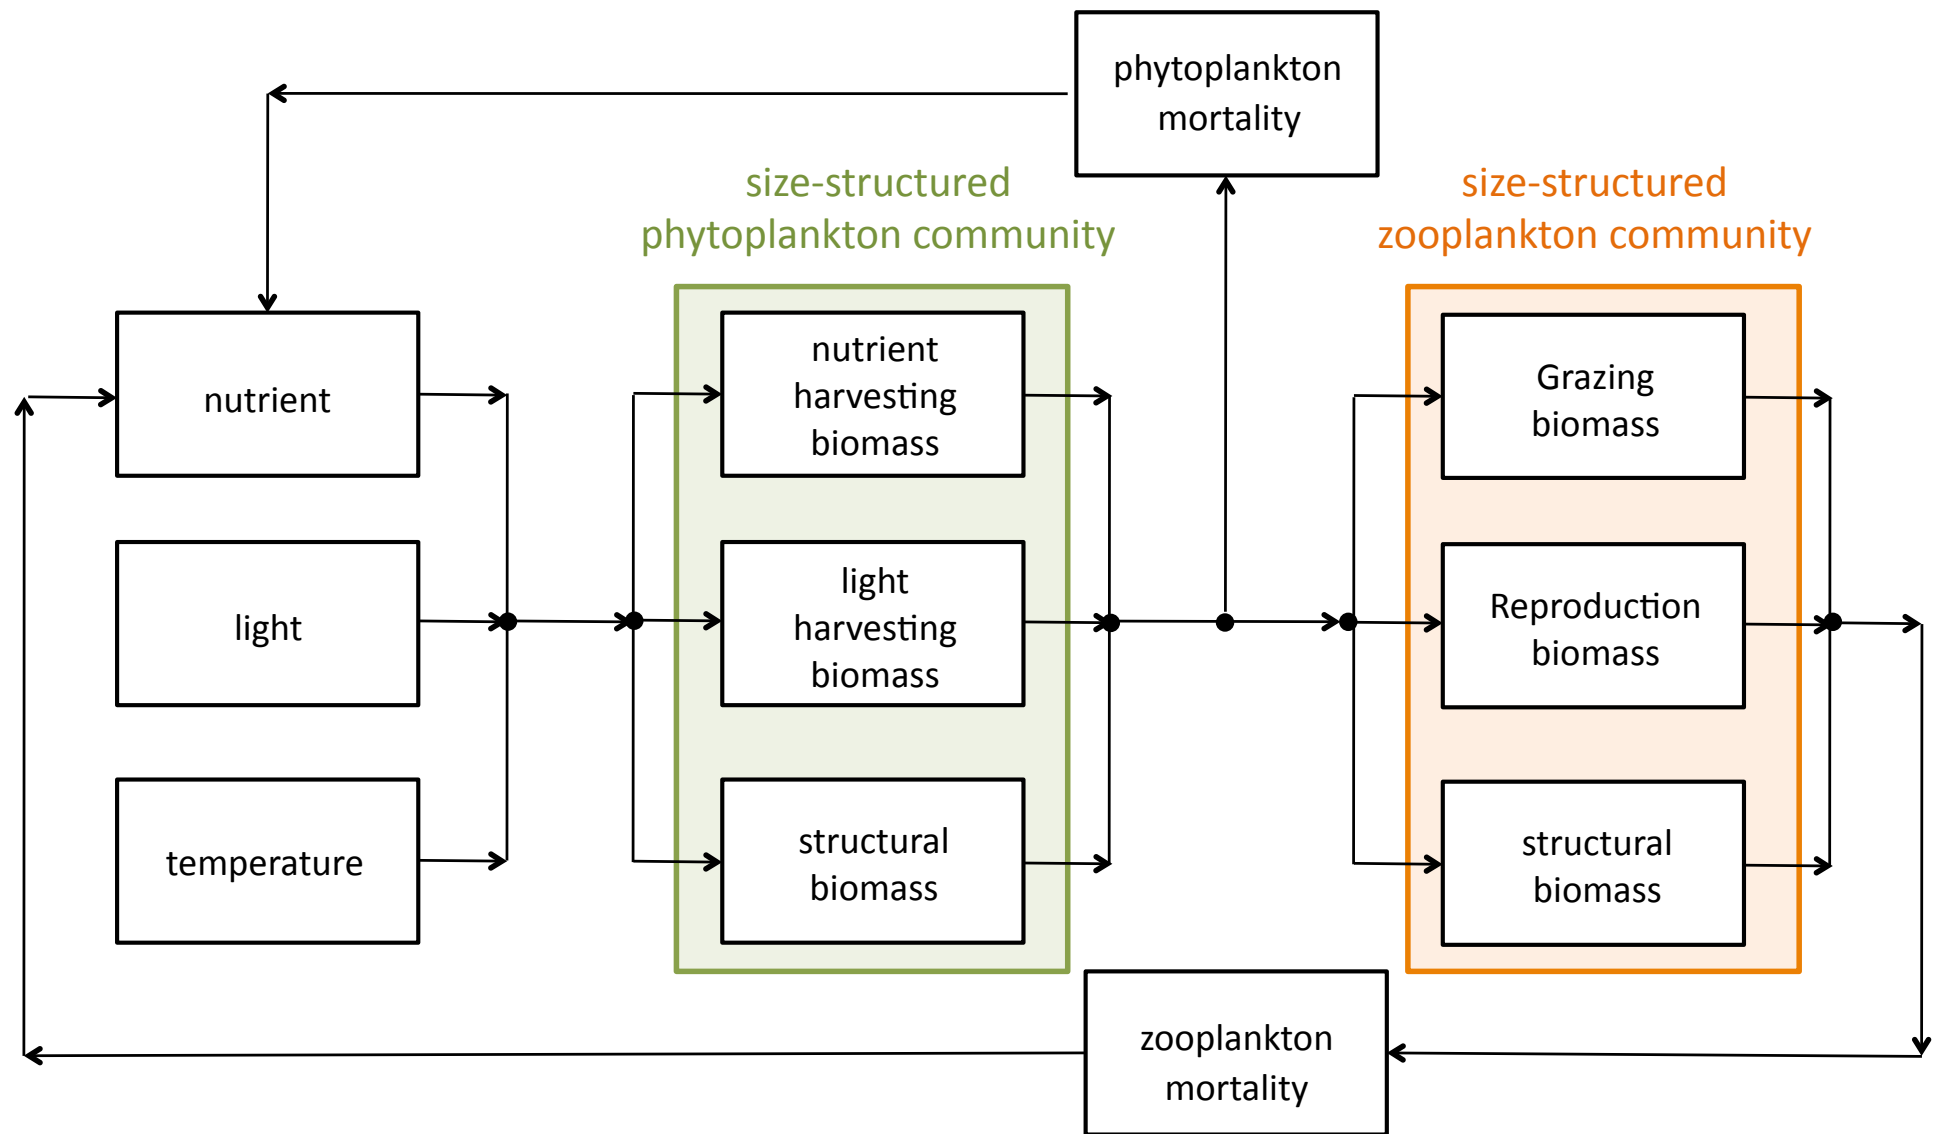 phytoplankton
mortality
size-structured
phytoplankton community
size-structured
zooplankton community
nutrient
nutrient
harvesting
biomass
Grazing
biomass
light
light
harvesting
biomass
Reproduction
biomass
temperature
structural
biomass
structural
biomass
zooplankton
mortality